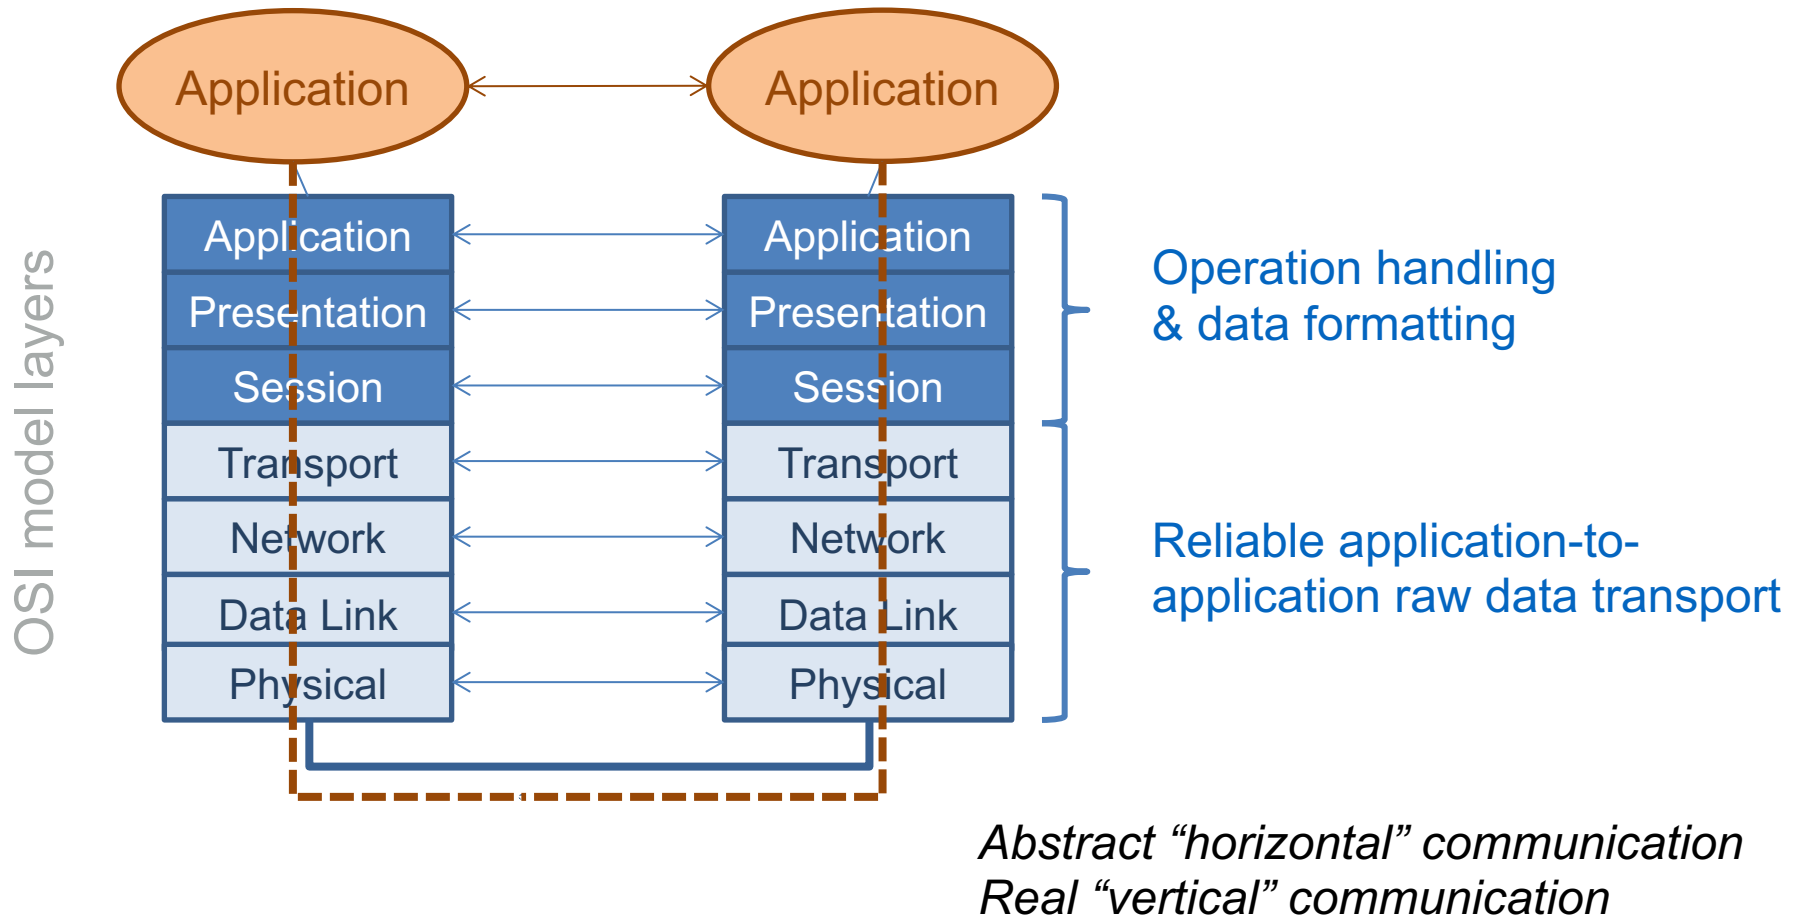 Application
Application
OSI model layers
Application
Application
Presentation
Presentation
Session
Session
Transport
Transport
Network
Network
Data Link
Data Link
Physical
Physical
Operation handling
& data formatting
Reliable application-to-
application raw data transport
Abstract “horizontal” communication
Real “vertical” communication